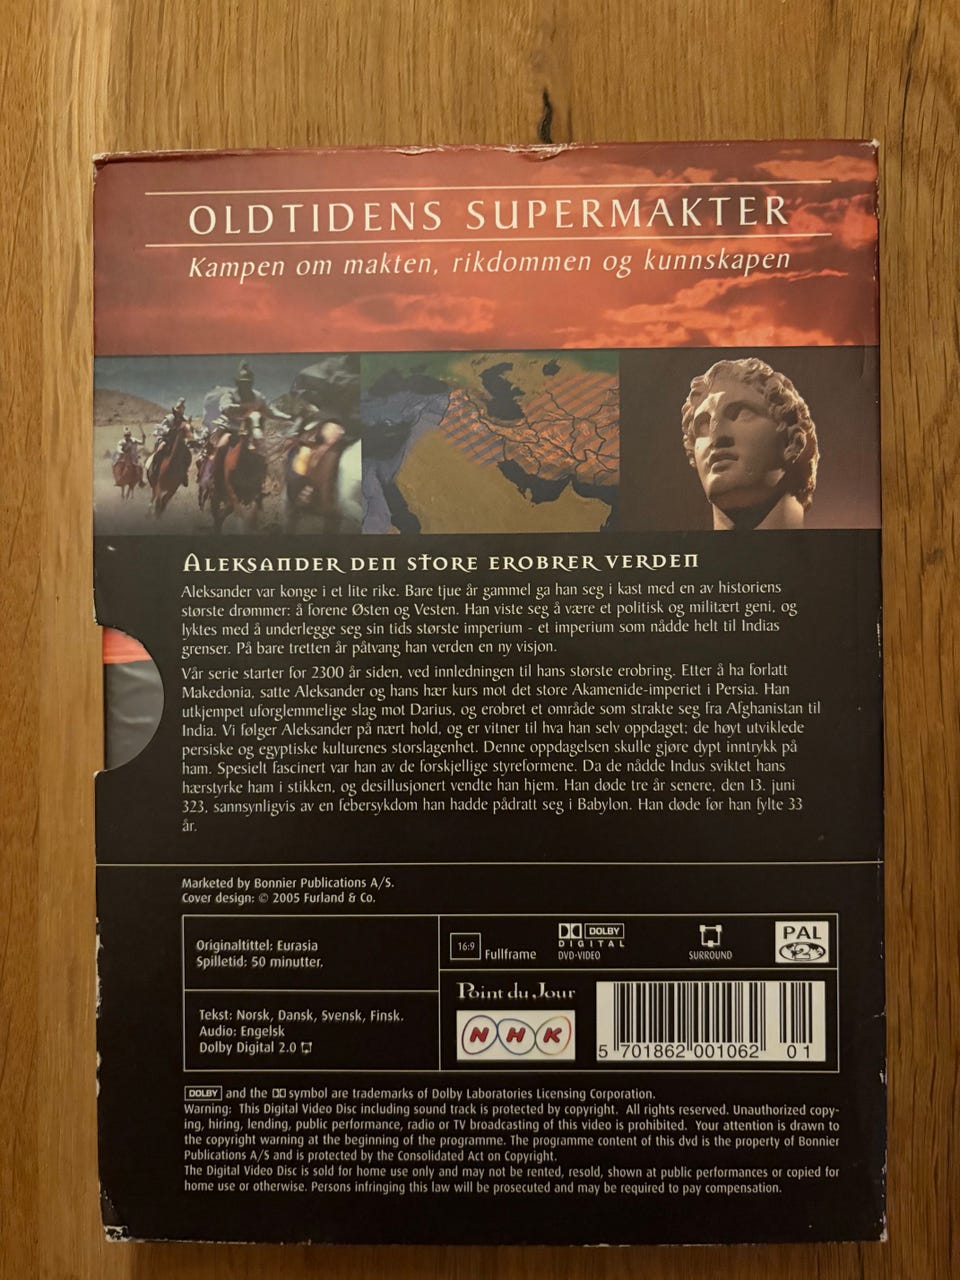 OLDTIDENS SUPERMAKTER
Kampen om makten, rikdommen og kunnskapen
ALEKSANDER DEN STORE EROBRER VERDEN
Aleksander var konge i et lite rike. Bare tjue år gammel ga han seg i kast med en av historiens
største drømmer: å forene Østen og Vesten. Han viste seg å være et politisk og militært geni, og
lyktes med å underlegge seg sin tids største imperium - et imperium som nådde helt til Indias
grenser. På bare tretten år påtvang han verden en ny visjon.
Vår serie starter for 2300 år siden, ved innledningen til hans største erobring. Etter å ha forlatt
Makedonia, satte Aleksander og hans hær kurs mot det store Akamenide-imperiet i Persia. Han
utkjempet uforglemmelige slag mot Darius, og erobret et område som strakte seg fra Afghanistan til
India. Vi følger Aleksander på nært hold, og er vitner til hva han selv oppdaget: de høyt utviklede
persiske og egyptiske kulturenes storslagenhet. Denne oppdagelsen skulle gjøre dypt inntrykk på
ham. Spesielt fascinert var han av de forskjellige styreformene. Da de nådde Indus sviktet hans
hærstyrke ham i stikken, og desillusjonert vendte han hjem. Han døde tre år senere, den 13. juni
323, sannsynligvis av en febersykdom han hadde pådratt seg i Babylon. Han døde før han fylte 33
år.
Marketed by Bonnier Publications A/S.
Cover design: © 2005 Furland & Co.
Originaltittel: Eurasia
Spilletid: 50 minutter.
16:9 Fullframe
DOLBY
DIGITAL
DVD-VIDEO
SURROUND
PAL
2
Tekst: Norsk, Dansk, Svensk, Finsk.
Audio: Engelsk
Dolby Digital 2.0
Point du Jour
NHK
5 701862 001062 01
DOLBY and the DD symbol are trademarks of Dolby Laboratories Licensing Corporation.
Warning: This Digital Video Disc including sound track is protected by copyright. All rights reserved. Unauthorized copy-
ing, hiring, lending, public performance, radio or TV broadcasting of this video is prohibited. Your attention is drawn to
the copyright warning at the beginning of the programme. The programme content of this dvd is the property of Bonnier
Publications A/S and is protected by the Consolidated Act on Copyright.
The Digital Video Disc is sold for home use only and may not be rented, resold, shown at public performances or copied for
home use or otherwise. Persons infringing this law will be prosecuted and may be required to pay compensation.